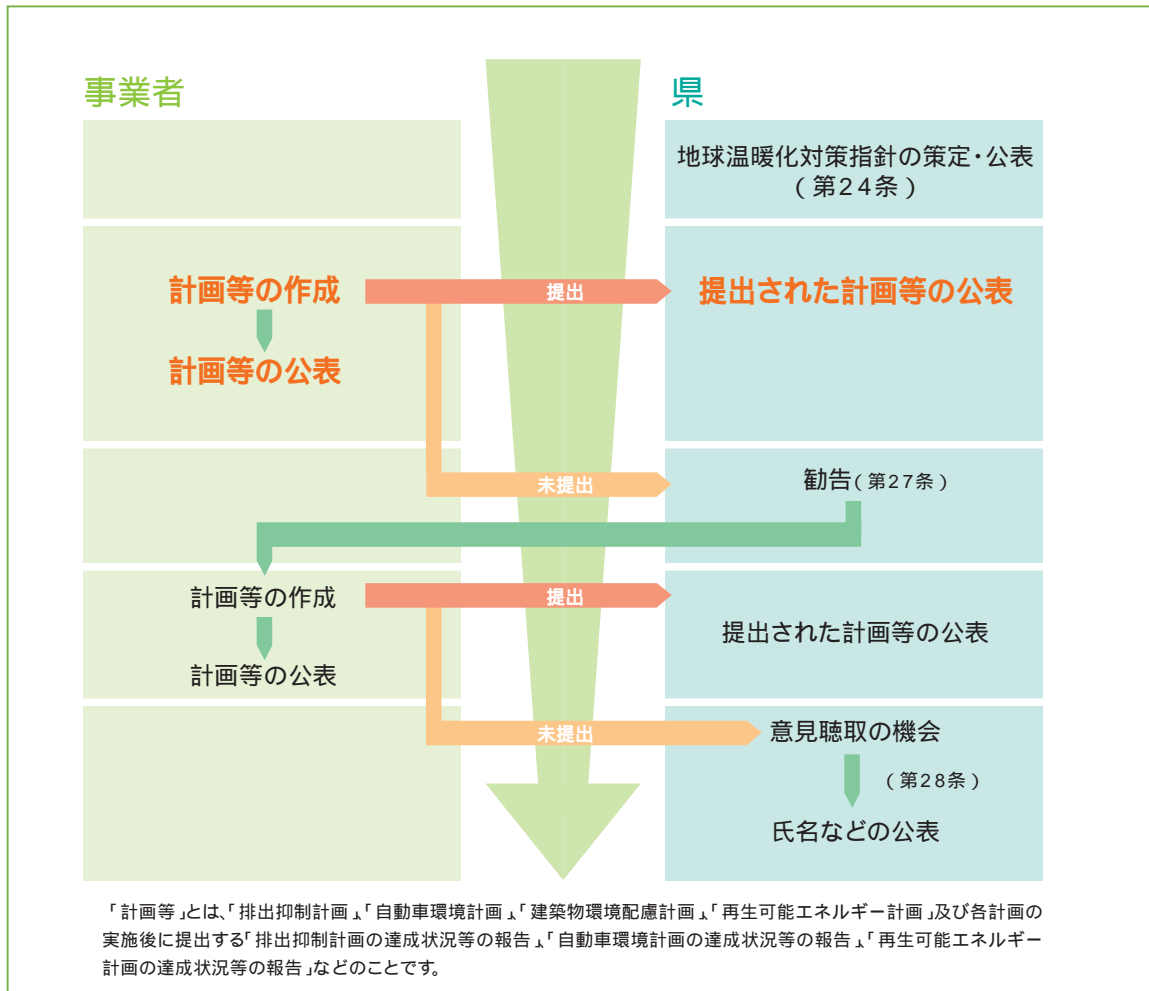 事業者
県
地球温暖化対策指針の策定・公表
(第24条)
計画等の作成
提出
提出された計画等の公表
計画等の公表
未提出
勧告(第27条)
計画等の作成
提出
提出された計画等の公表
計画等の公表
未提出
意見聴取の機会
(第28条)
氏名などの公表
「計画等」とは、「排出抑制計画」、「自動車環境計画」、「建築物環境配慮計画」、「再生可能エネルギー計画」及び各計画の
実施後に提出する「排出抑制計画の達成状況等の報告」、「自動車環境計画の達成状況等の報告」、「再生可能エネルギー
計画の達成状況等の報告」などのことです。